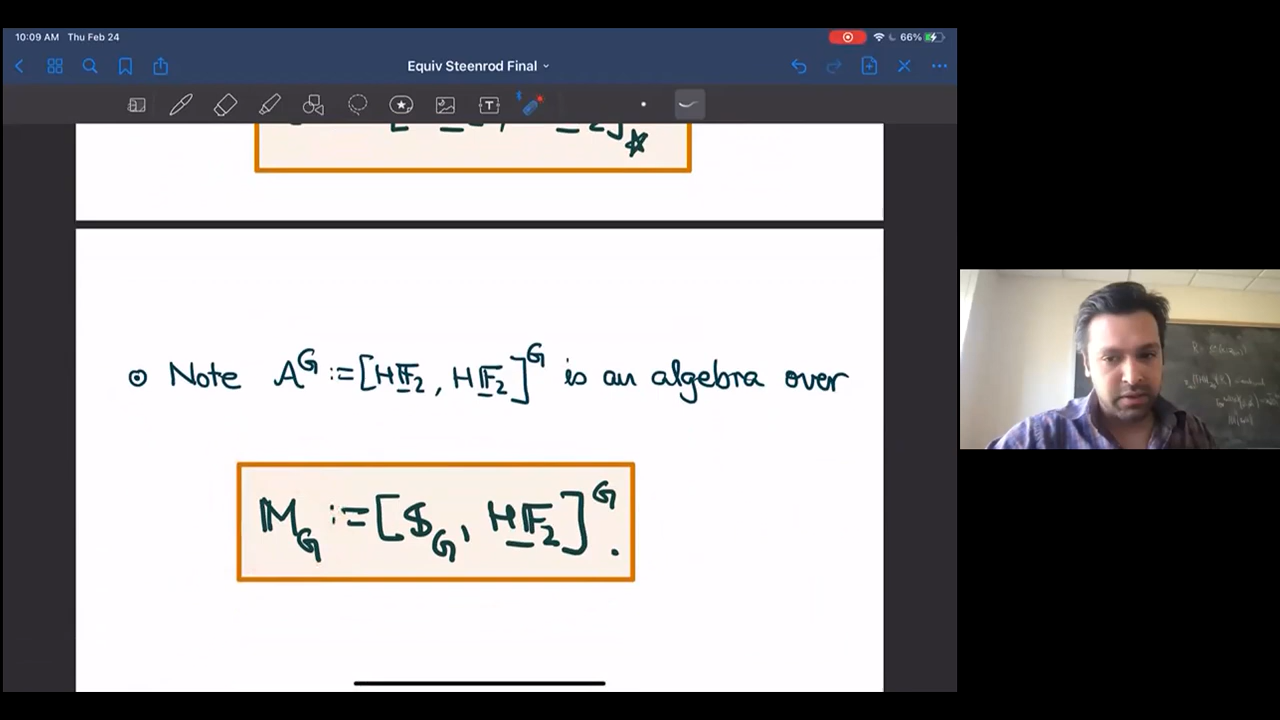 10:09 AM Thu Feb 24
66%
Equiv Steenrod Final
⊙ Note A^G := [H𝔽̲₂, H𝔽̲₂]^G is an algebra over
𝕄_G := [𝕊_G, H𝔽̲₂]^G.